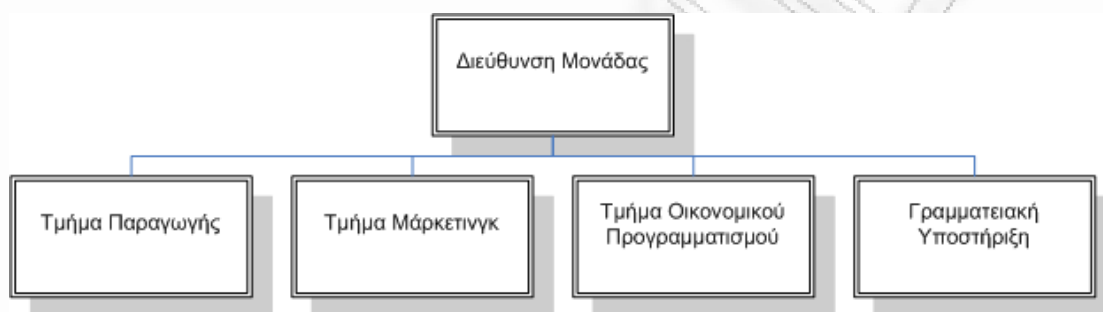 Διεύθυνση Μονάδας
Τμήμα Παραγωγής
Τμήμα Μάρκετινγκ
Τμήμα Οικονομικού
Προγραμματισμού
Γραμματειακή
Υποστήριξη